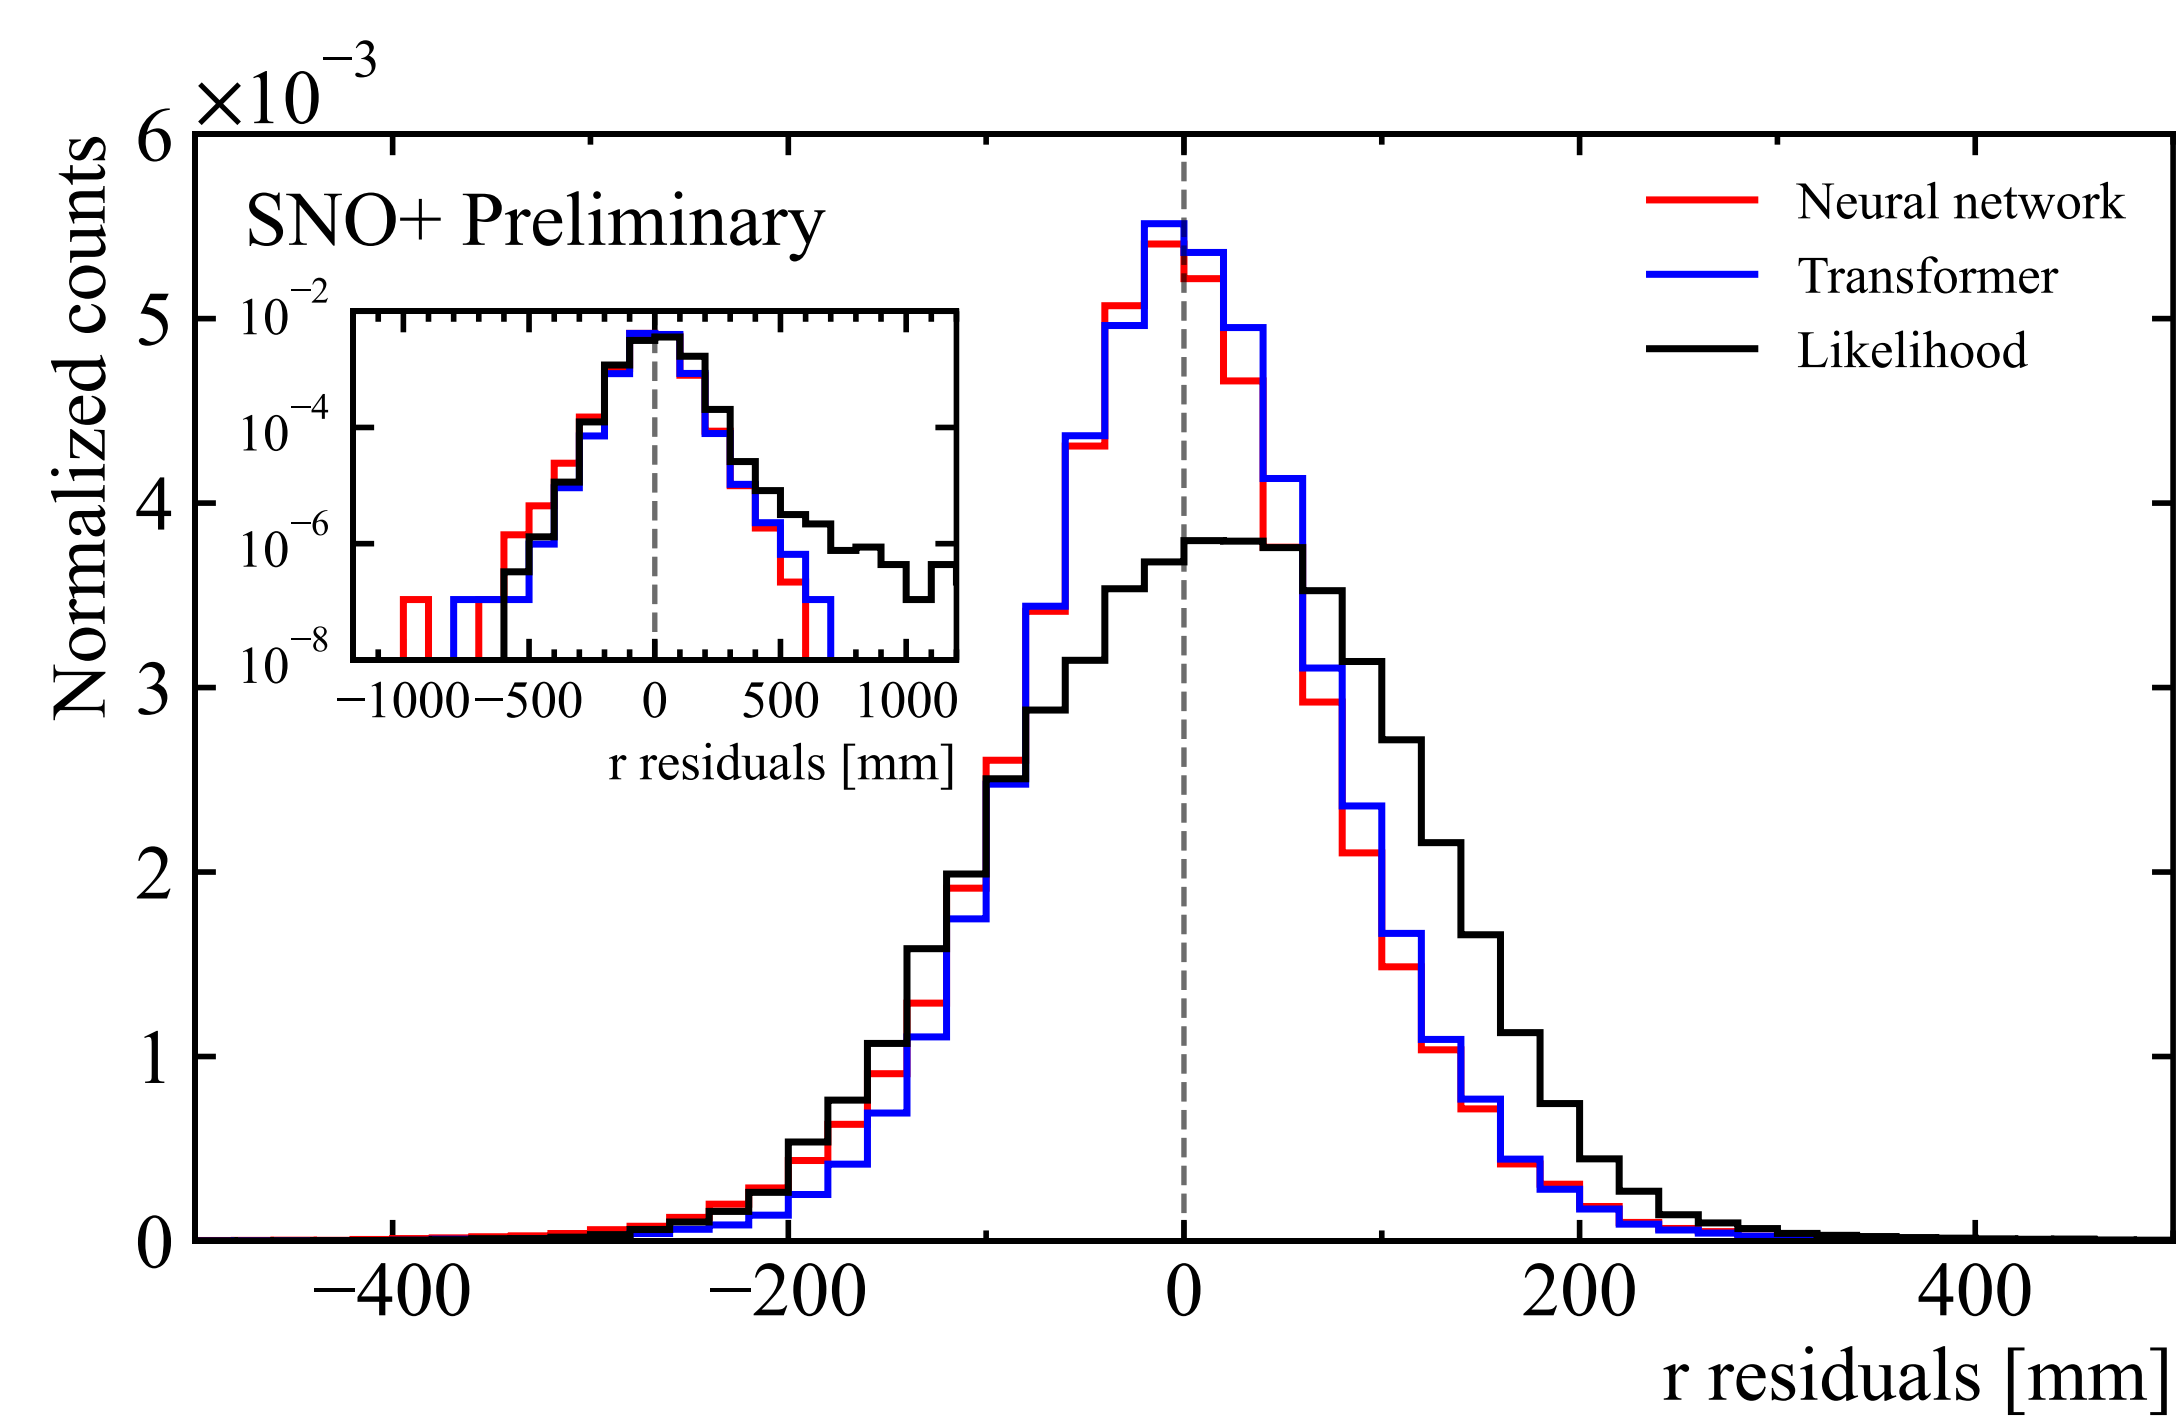 ×10⁻³
Normalized counts
6
5
4
3
2
1
0
SNO+ Preliminary
Neural network
Transformer
Likelihood
10⁻²
10⁻⁴
10⁻⁶
10⁻⁸
−1000 −500 0 500 1000
r residuals [mm]
−400 −200 0 200 400
r residuals [mm]